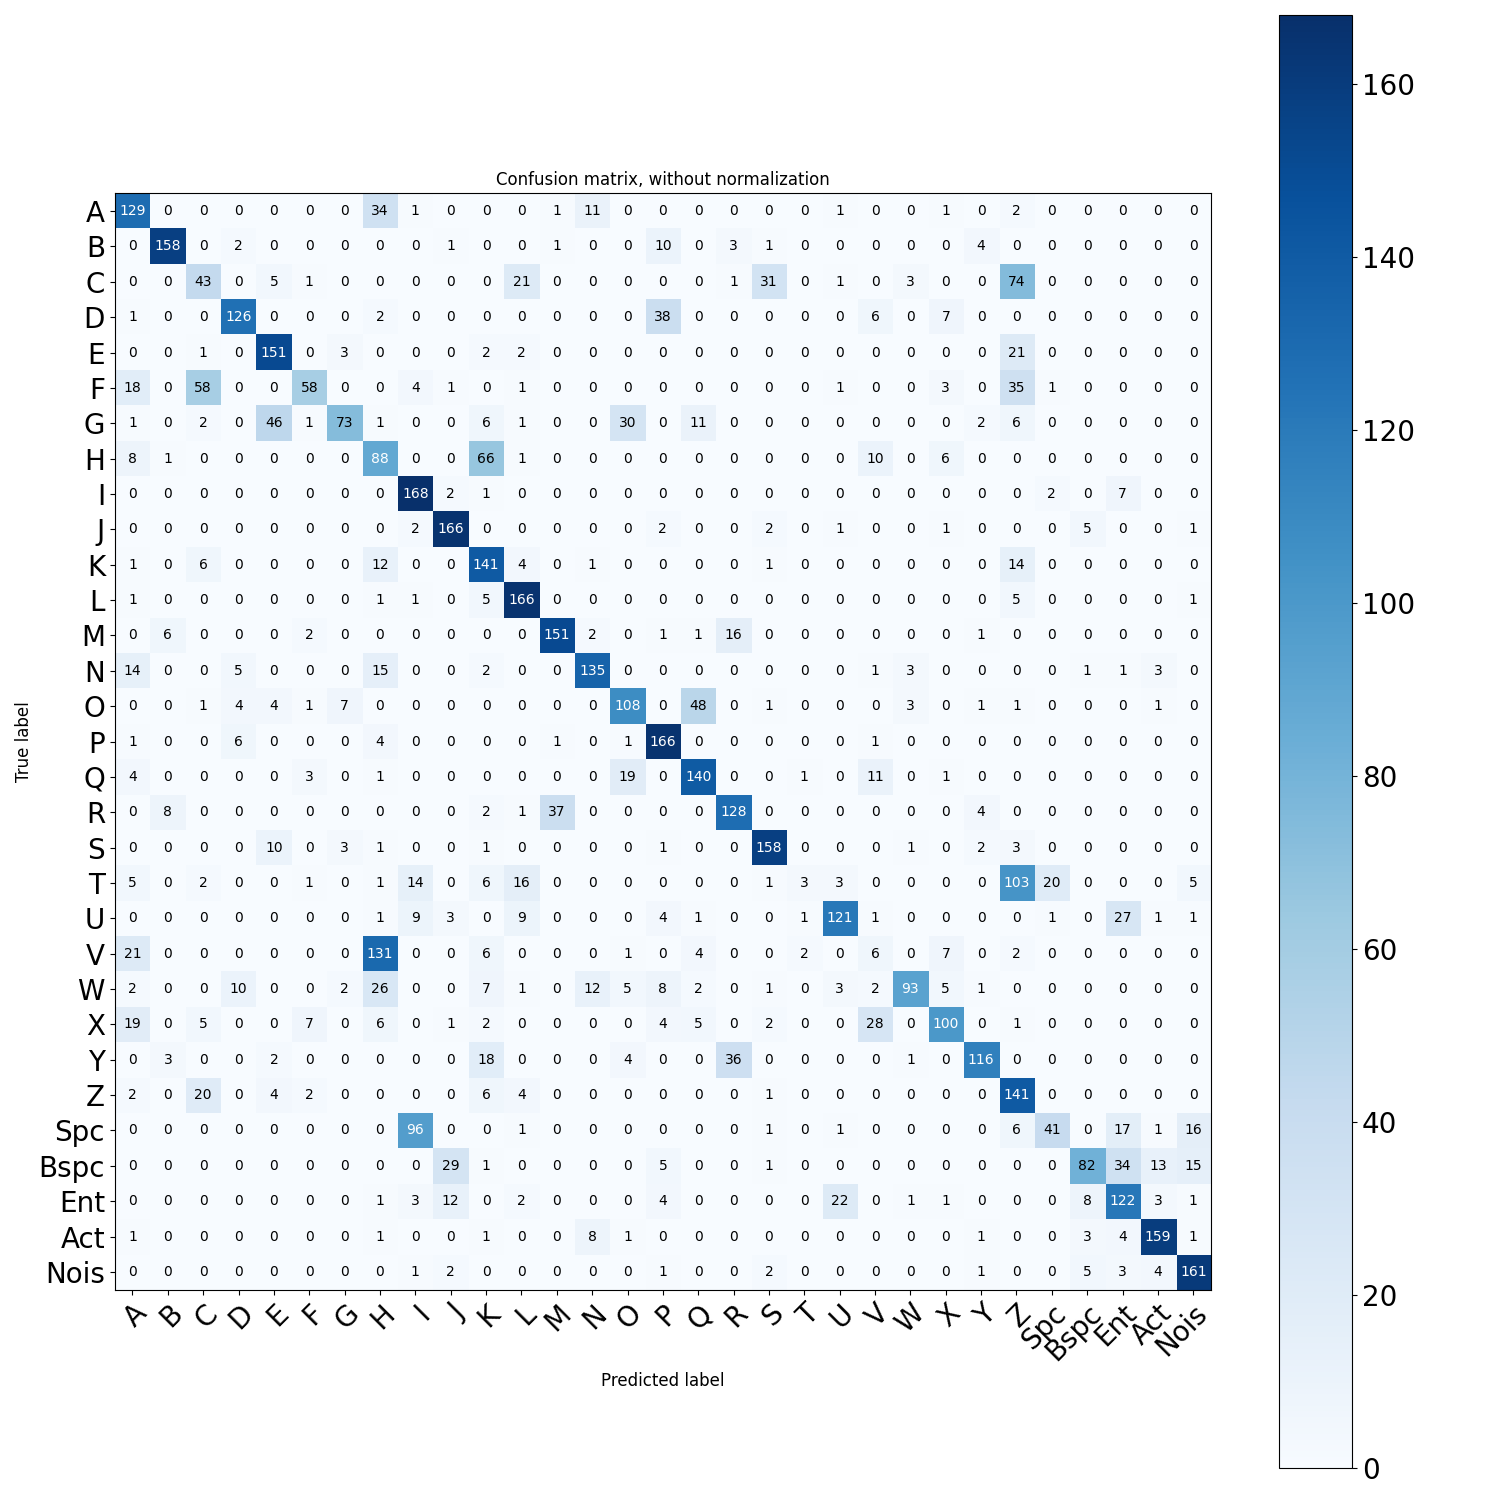 Confusion matrix, without normalization
A 129 0 0 0 0 0 0 34 1 0 0 0 1 11 0 0 0 0 0 0 1 0 0 1 0 2 0 0 0 0 0
B 0 158 0 2 0 0 0 0 0 1 0 0 1 0 0 10 0 3 1 0 0 0 0 0 4 0 0 0 0 0 0
C 0 0 43 0 5 1 0 0 0 0 0 21 0 0 0 0 0 1 31 0 1 0 3 0 0 74 0 0 0 0 0
D 1 0 0 126 0 0 0 2 0 0 0 0 0 0 0 38 0 0 0 0 0 6 0 7 0 0 0 0 0 0 0
E 0 0 1 0 151 0 3 0 0 0 2 2 0 0 0 0 0 0 0 0 0 0 0 0 0 21 0 0 0 0 0
F 18 0 58 0 0 58 0 0 4 1 0 1 0 0 0 0 0 0 0 0 1 0 0 3 0 35 1 0 0 0 0
G 1 0 2 0 46 1 73 1 0 0 6 1 0 0 30 0 11 0 0 0 0 0 0 0 2 6 0 0 0 0 0
H 8 1 0 0 0 0 0 88 0 0 66 1 0 0 0 0 0 0 0 0 0 10 0 6 0 0 0 0 0 0 0
I 0 0 0 0 0 0 0 0 168 2 1 0 0 0 0 0 0 0 0 0 0 0 0 0 0 0 2 0 7 0 0
J 0 0 0 0 0 0 0 0 2 166 0 0 0 0 0 2 0 0 2 0 1 0 0 1 0 0 0 5 0 0 1
K 1 0 6 0 0 0 0 12 0 0 141 4 0 1 0 0 0 0 1 0 0 0 0 0 0 14 0 0 0 0 0
L 1 0 0 0 0 0 0 1 1 0 5 166 0 0 0 0 0 0 0 0 0 0 0 0 0 5 0 0 0 0 1
M 0 6 0 0 0 2 0 0 0 0 0 0 151 2 0 1 1 16 0 0 0 0 0 0 1 0 0 0 0 0 0
N 14 0 0 5 0 0 0 15 0 0 2 0 0 135 0 0 0 0 0 0 0 1 3 0 0 0 0 1 1 3 0
O 0 0 1 4 4 1 7 0 0 0 0 0 0 0 108 0 48 0 1 0 0 0 3 0 1 1 0 0 0 1 0
P 1 0 0 6 0 0 0 4 0 0 0 0 1 0 1 166 0 0 0 0 0 1 0 0 0 0 0 0 0 0 0
Q 4 0 0 0 0 3 0 1 0 0 0 0 0 0 19 0 140 0 0 1 0 11 0 1 0 0 0 0 0 0 0
R 0 8 0 0 0 0 0 0 0 0 2 1 37 0 0 0 0 128 0 0 0 0 0 0 4 0 0 0 0 0 0
S 0 0 0 0 10 0 3 1 0 0 1 0 0 0 0 1 0 0 158 0 0 0 1 0 2 3 0 0 0 0 0
T 5 0 2 0 0 1 0 1 14 0 6 16 0 0 0 0 0 0 1 3 3 0 0 0 0 103 20 0 0 0 5
U 0 0 0 0 0 0 0 1 9 3 0 9 0 0 0 4 1 0 0 1 121 1 0 0 0 0 1 0 27 1 1
V 21 0 0 0 0 0 0 131 0 0 6 0 0 0 1 0 4 0 0 2 0 6 0 7 0 2 0 0 0 0 0
W 2 0 0 10 0 0 2 26 0 0 7 1 0 12 5 8 2 0 1 0 3 2 93 5 1 0 0 0 0 0 0
X 19 0 5 0 0 7 0 6 0 1 2 0 0 0 0 4 5 0 2 0 0 28 0 100 0 1 0 0 0 0 0
Y 0 3 0 0 2 0 0 0 0 0 18 0 0 0 4 0 0 36 0 0 0 0 1 0 116 0 0 0 0 0 0
Z 2 0 20 0 4 2 0 0 0 0 6 4 0 0 0 0 0 0 1 0 0 0 0 0 0 141 0 0 0 0 0
Spc 0 0 0 0 0 0 0 0 96 0 0 1 0 0 0 0 0 0 1 0 1 0 0 0 0 6 41 0 17 1 16
Bspc 0 0 0 0 0 0 0 0 0 29 1 0 0 0 0 5 0 0 1 0 0 0 0 0 0 0 0 82 34 13 15
Ent 0 0 0 0 0 0 0 1 3 12 0 2 0 0 0 4 0 0 0 0 22 0 1 1 0 0 0 8 122 3 1
Act 1 0 0 0 0 0 0 1 0 0 1 0 0 8 1 0 0 0 0 0 0 0 0 0 1 0 0 3 4 159 1
Nois 0 0 0 0 0 0 0 0 1 2 0 0 0 0 0 1 0 0 2 0 0 0 0 0 1 0 0 5 3 4 161
A B C D E F G H I J K L M N O P Q R S T U V W X Y Z Spc Bspc Ent Act Nois
True label
Predicted label
160
140
120
100
80
60
40
20
0